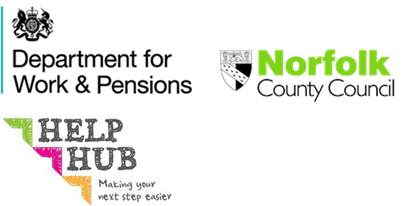 Department for
Work & Pensions
Norfolk
County Council
HELP
HUB
Making your
next step easier